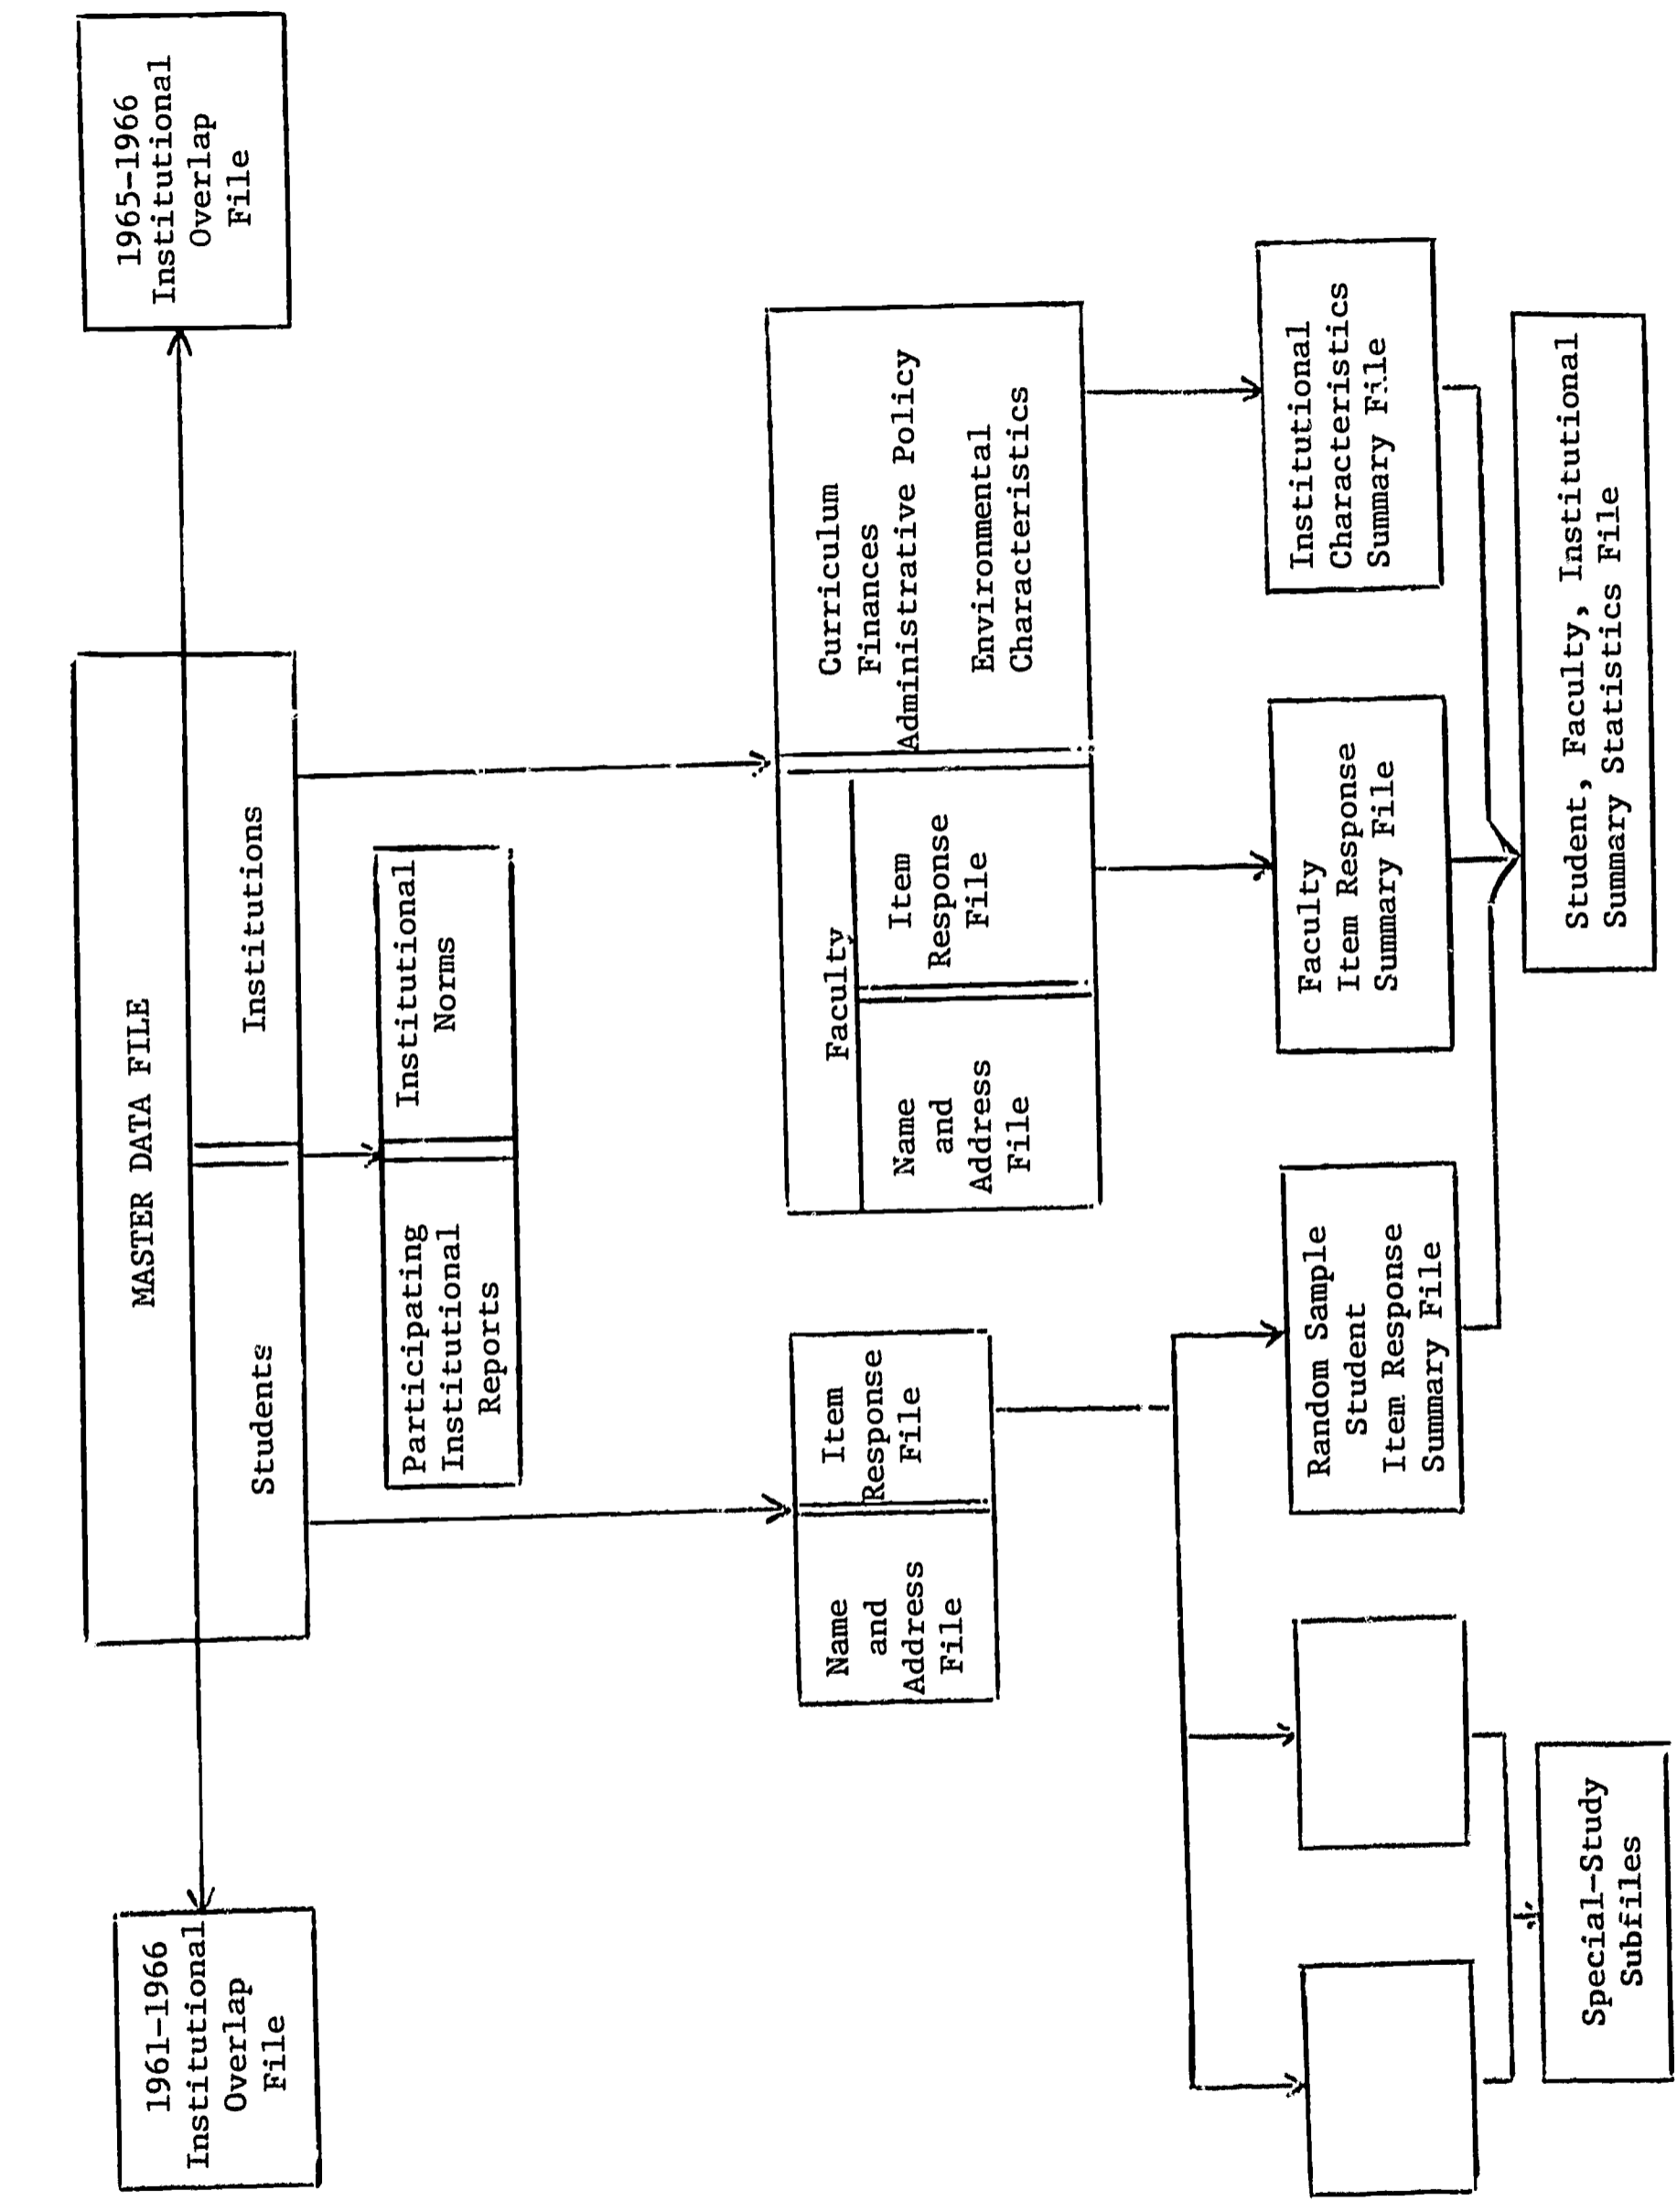 1961-1966
Institutional
Overlap
File
MASTER DATA FILE
Students
Institutions
1965-1966
Institutional
Overlap
File
Participating
Institutional
Reports
Institutional
Norms
Name
and
Address
File
Item
Response
File
Faculty
Name
and
Address
File
Item
Response
File
Curriculum
Finances
Administrative Policy
Environmental
Characteristics
Random Sample
Student
Item Response
Summary File
Faculty
Item Response
Summary File
Institutional
Characteristics
Summary File
Special-Study
Subfiles
Student, Faculty, Institutional
Summary Statistics File